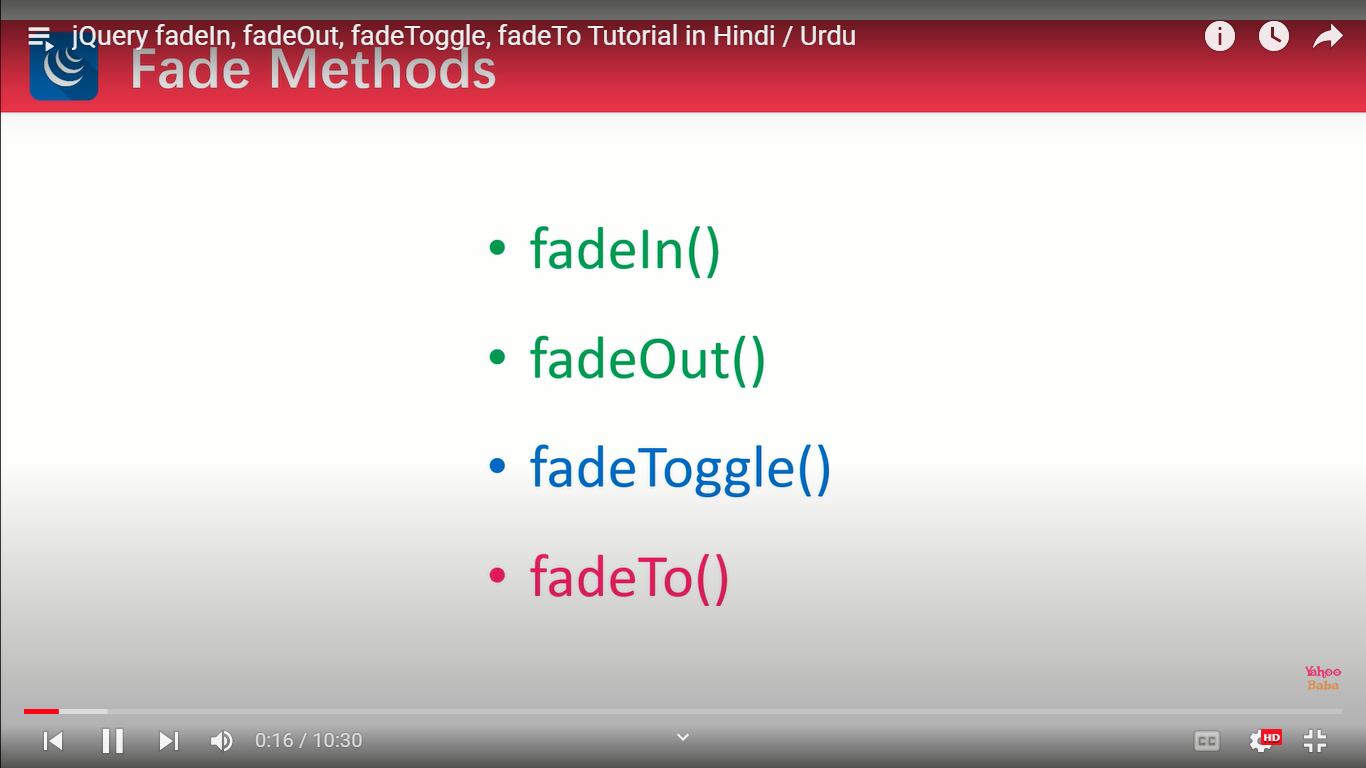 jQuery fadeIn, fadeOut, fadeToggle, fadeTo Tutorial in Hindi / Urdu
Fade Methods
• fadeIn()
• fadeOut()
• fadeToggle()
• fadeTo()
Yahoo
Baba
0:16 / 10:30
CC
HD